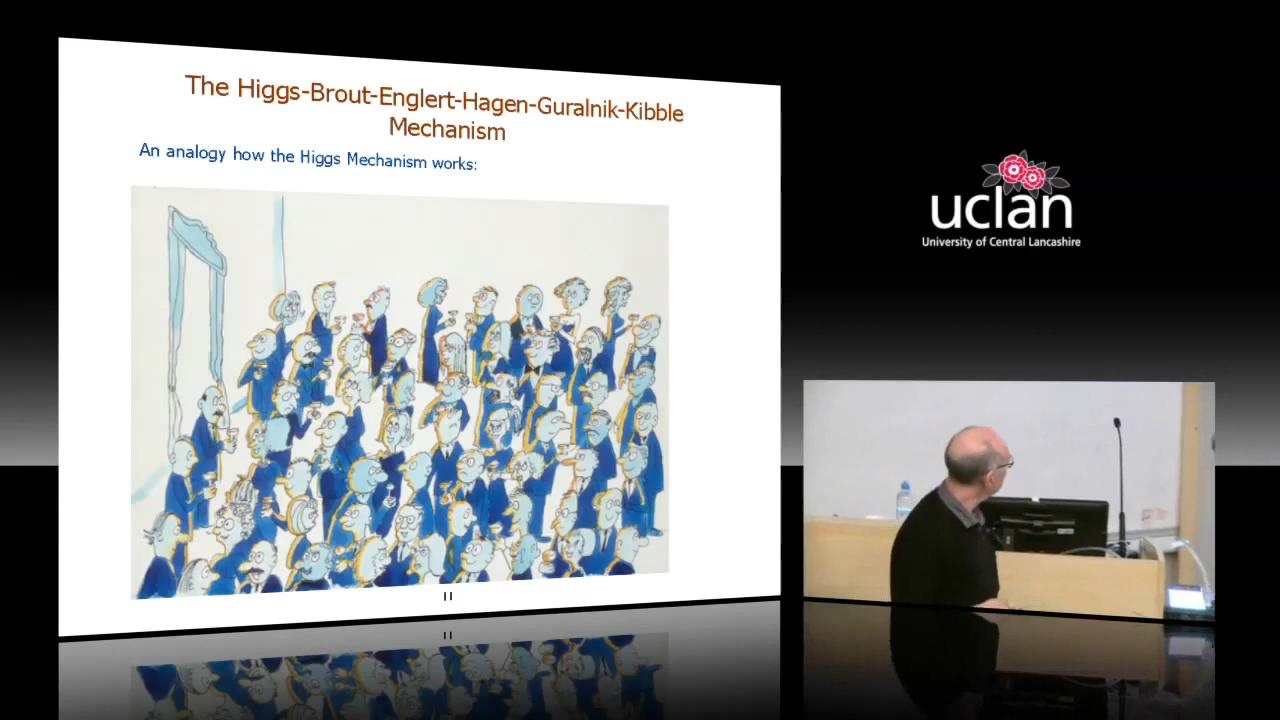 The Higgs-Brout-Englert-Hagen-Guralnik-Kibble
Mechanism
An analogy how the Higgs Mechanism works:
11
uclan
University of Central Lancashire